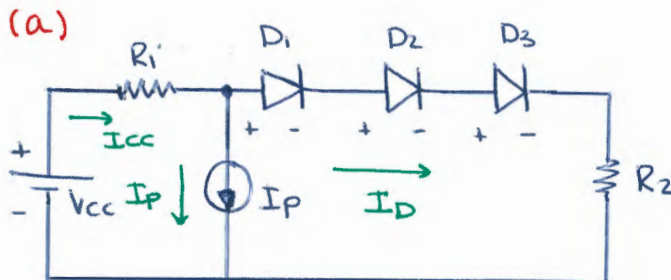 (a)
R1 D1 D2 D3
+ - + - + -
+ Icc
Ip Ip ID R2
- Vcc